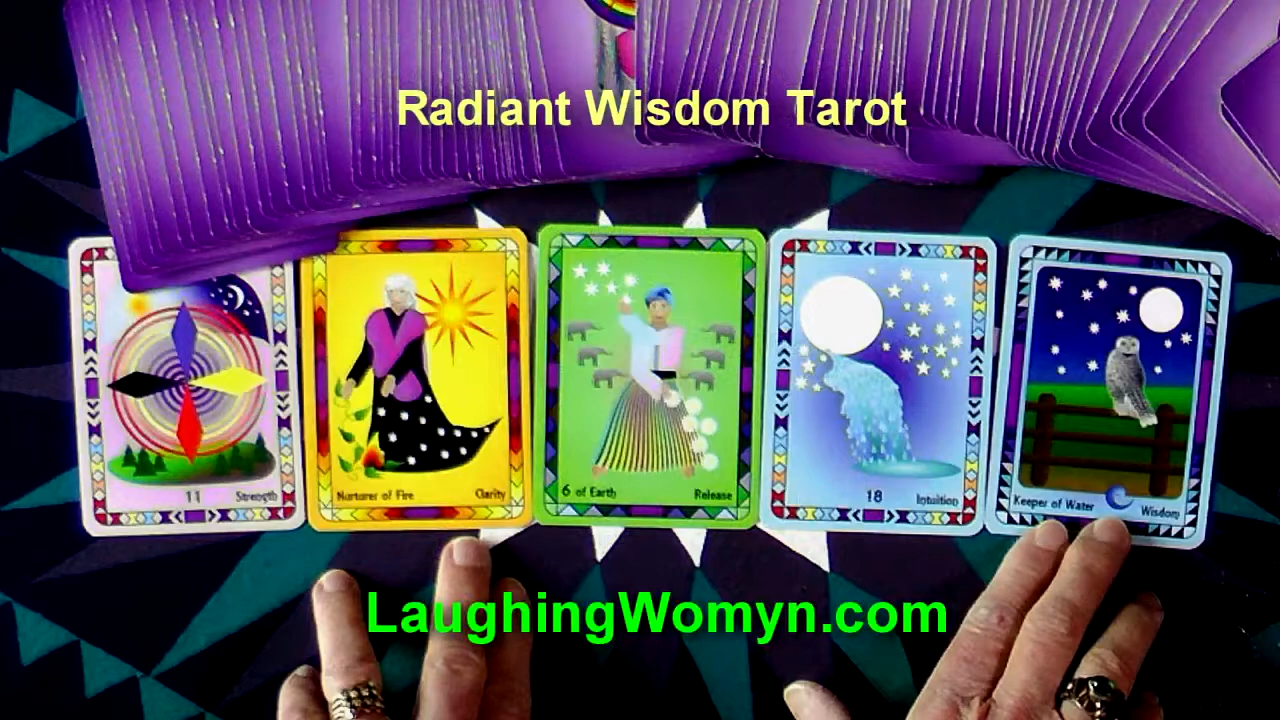 Radiant Wisdom Tarot
11 Strength
Nurturer of Fire Clarity
6 of Earth Release
18 Intuition
Keeper of Water Wisdom
LaughingWomyn.com